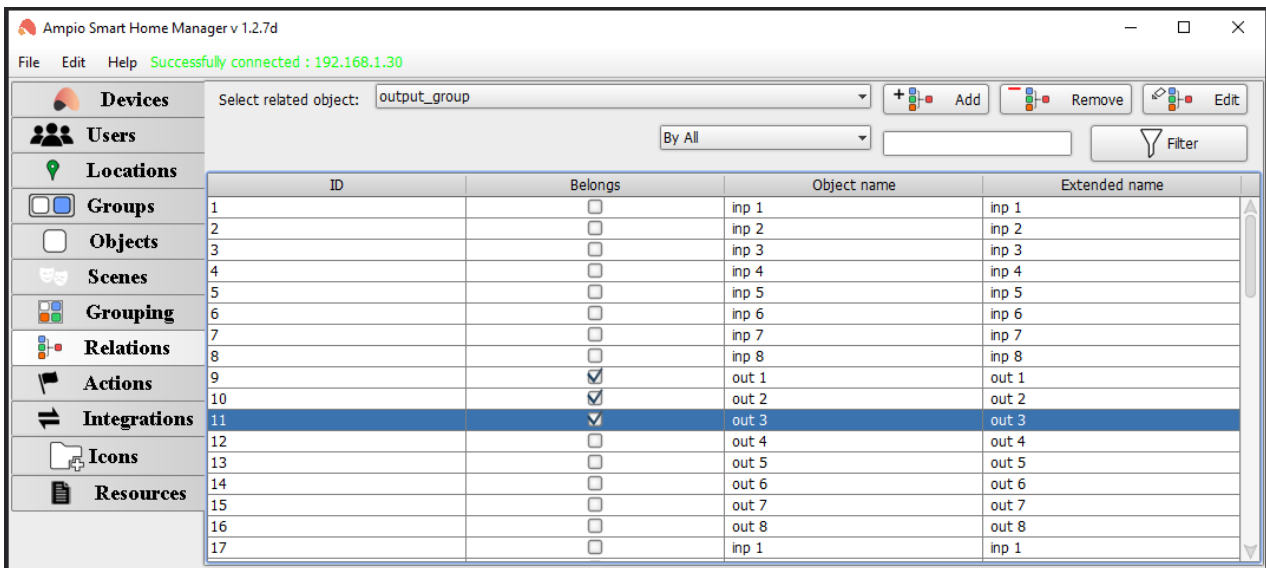 Ampio Smart Home Manager v 1.2.7d
File Edit Help Successfully connected : 192.168.1.30
Devices
Users
Locations
Groups
Objects
Scenes
Grouping
Relations
Actions
Integrations
Icons
Resources
Select related object: output_group + Add Remove Edit
By All Filter
ID Belongs Object name Extended name
1 inp 1 inp 1
2 inp 2 inp 2
3 inp 3 inp 3
4 inp 4 inp 4
5 inp 5 inp 5
6 inp 6 inp 6
7 inp 7 inp 7
8 inp 8 inp 8
9 out 1 out 1
10 out 2 out 2
11 out 3 out 3
12 out 4 out 4
13 out 5 out 5
14 out 6 out 6
15 out 7 out 7
16 out 8 out 8
17 inp 1 inp 1